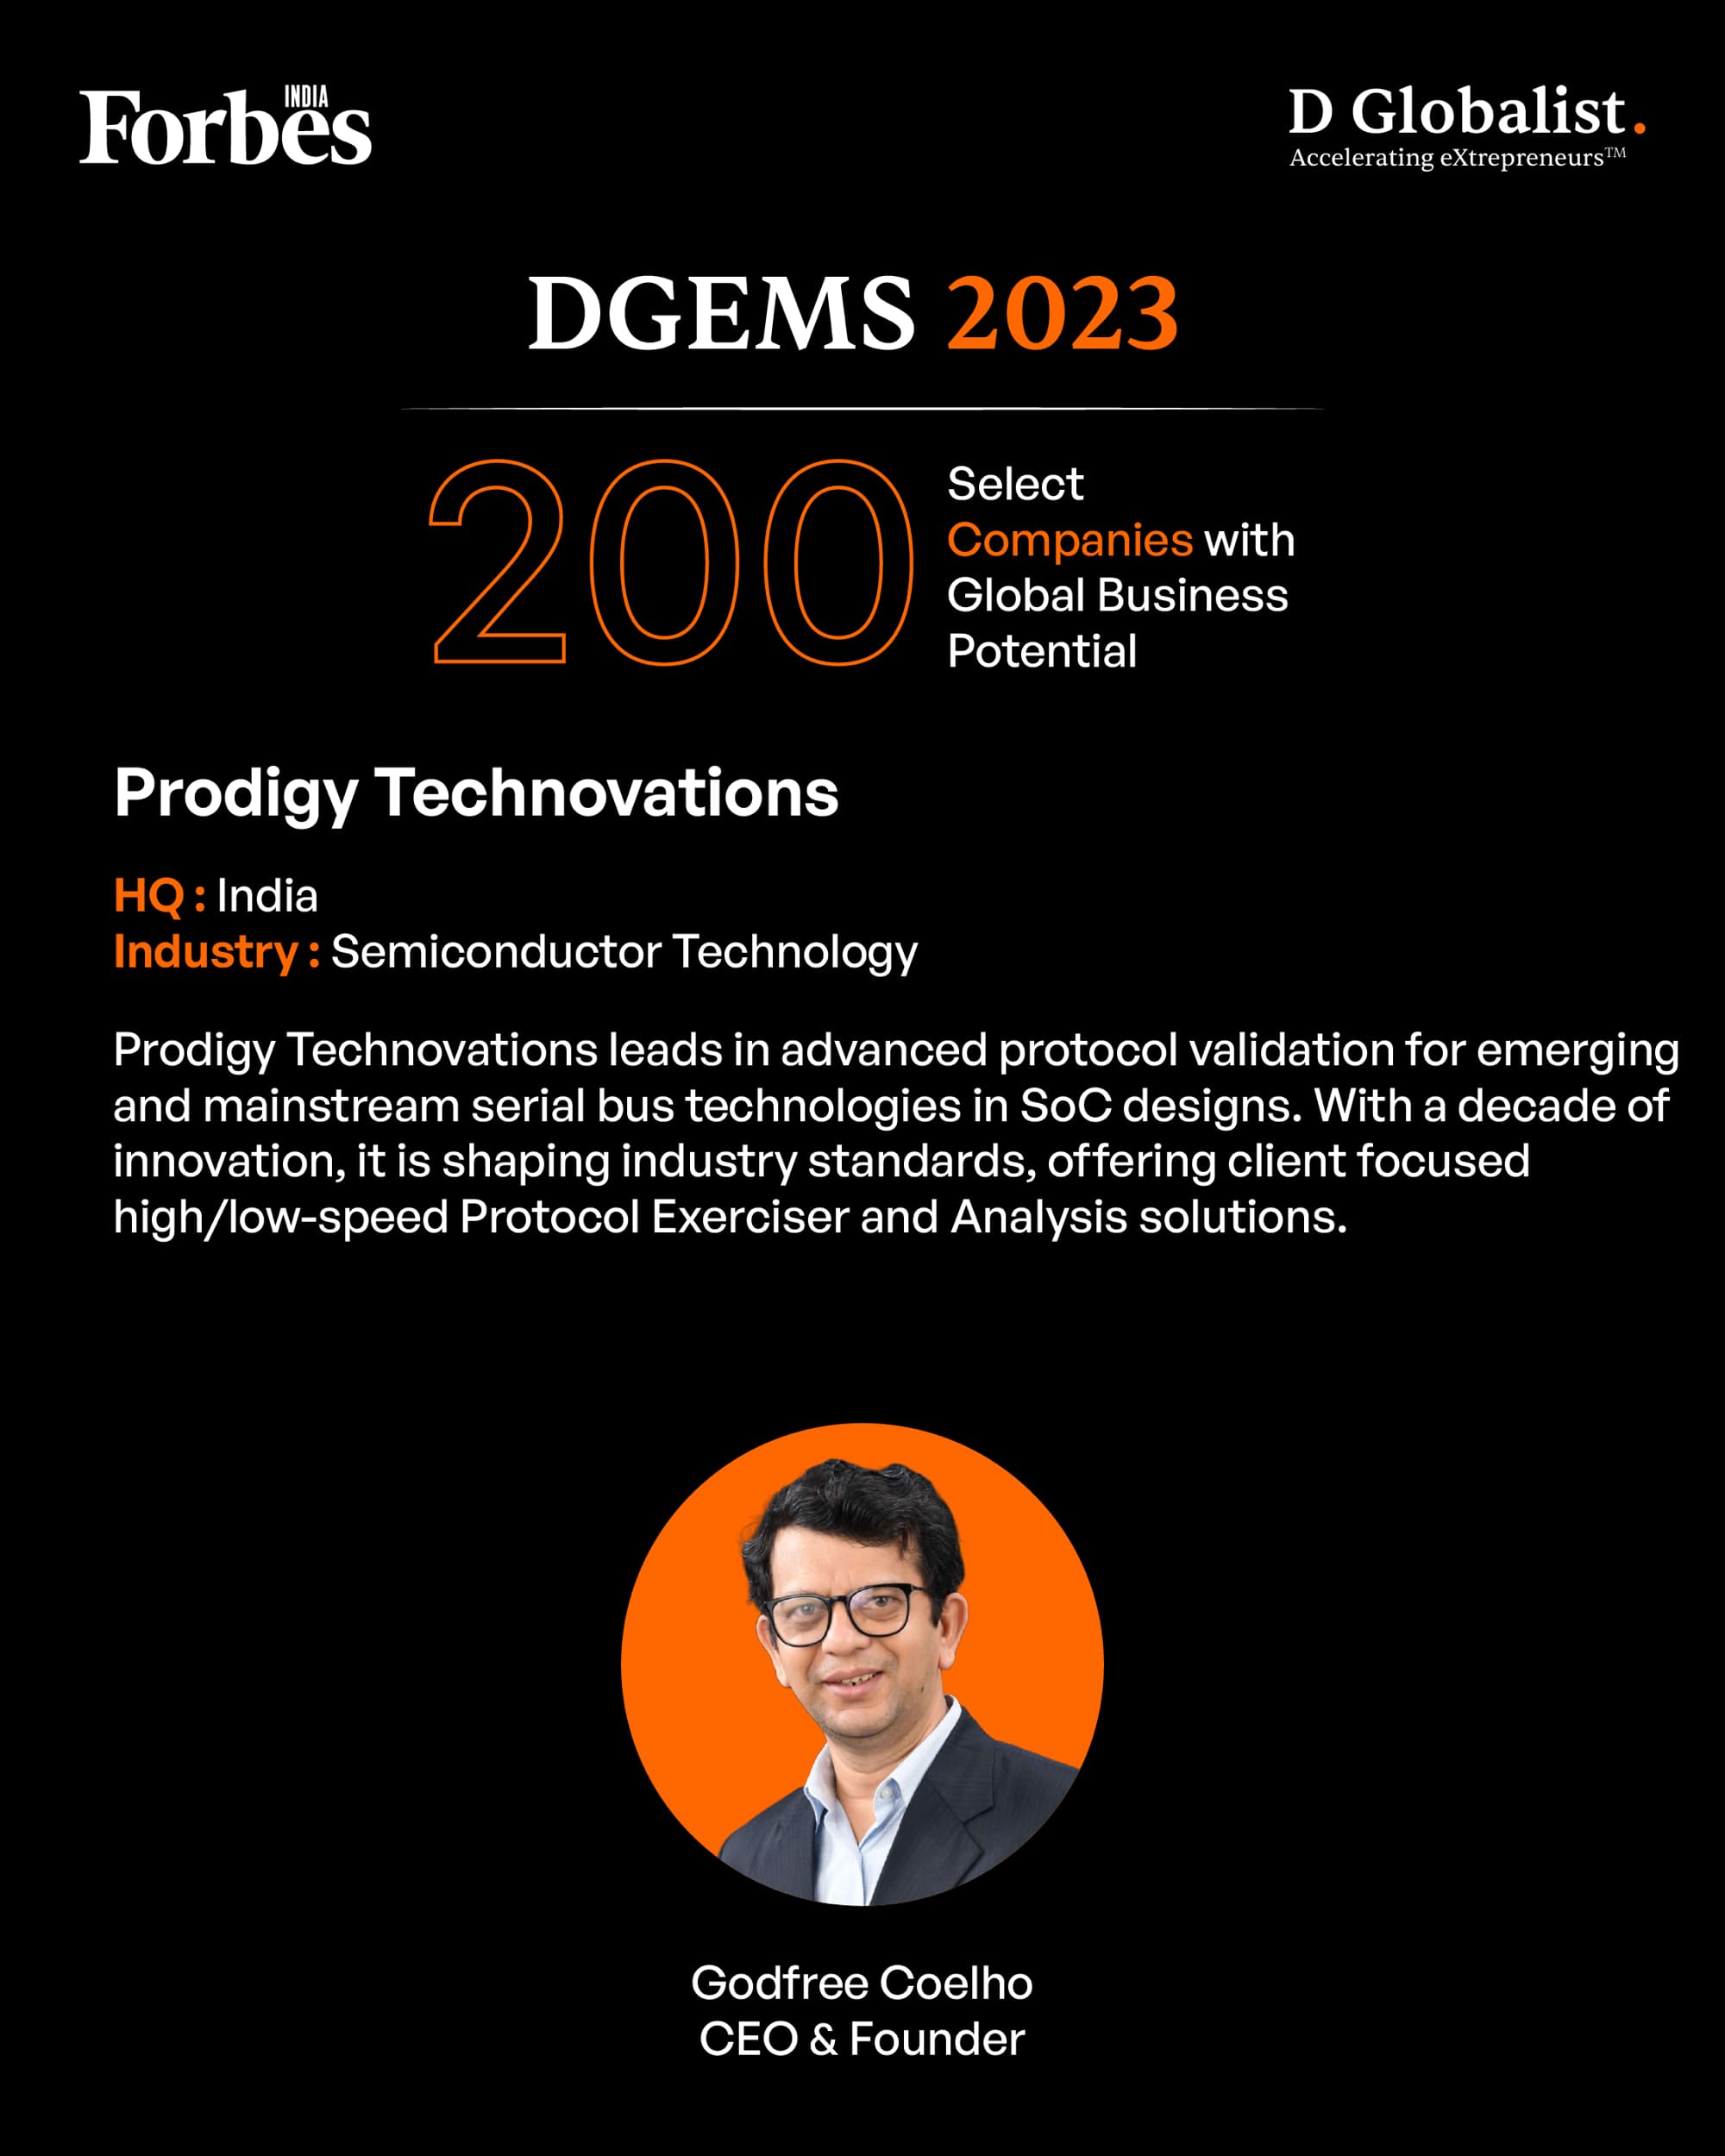 Forbes INDIA
D Globalist.
Accelerating eXtrepreneurs™
DGEMS 2023
200
Select
Companies with
Global Business
Potential
Prodigy Technovations
HQ : India
Industry : Semiconductor Technology
Prodigy Technovations leads in advanced protocol validation for emerging
and mainstream serial bus technologies in SoC designs. With a decade of
innovation, it is shaping industry standards, offering client focused
high/low-speed Protocol Exerciser and Analysis solutions.
Godfree Coelho
CEO & Founder